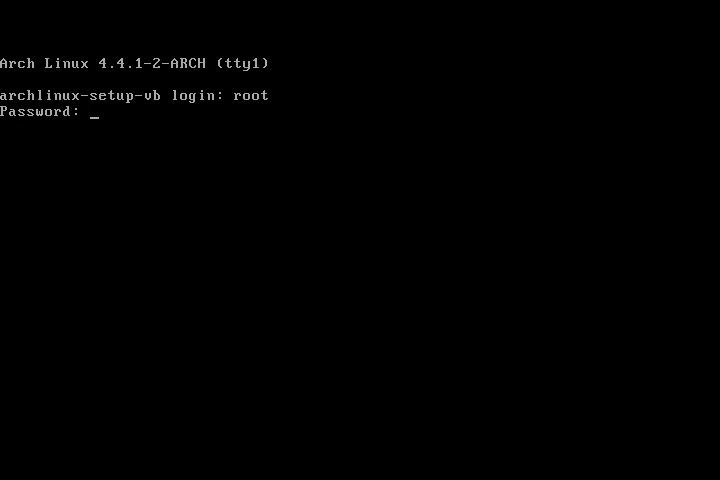 Arch Linux 4.4.1-2-ARCH (tty1)
archlinux-setup-vb login: root
Password: _